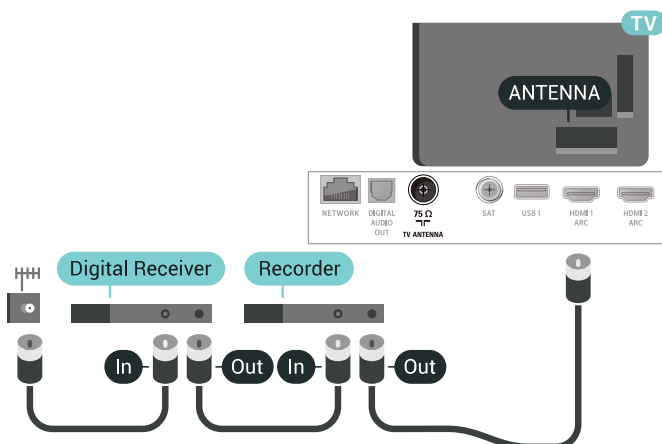 TV
ANTENNA
NETWORK
DIGITAL
AUDIO
OUT
75 Ω
TV ANTENNA
SAT
USB 1
HDMI 1
ARC
HDMI 2
ARC
Digital Receiver
Recorder
In
Out
In
Out